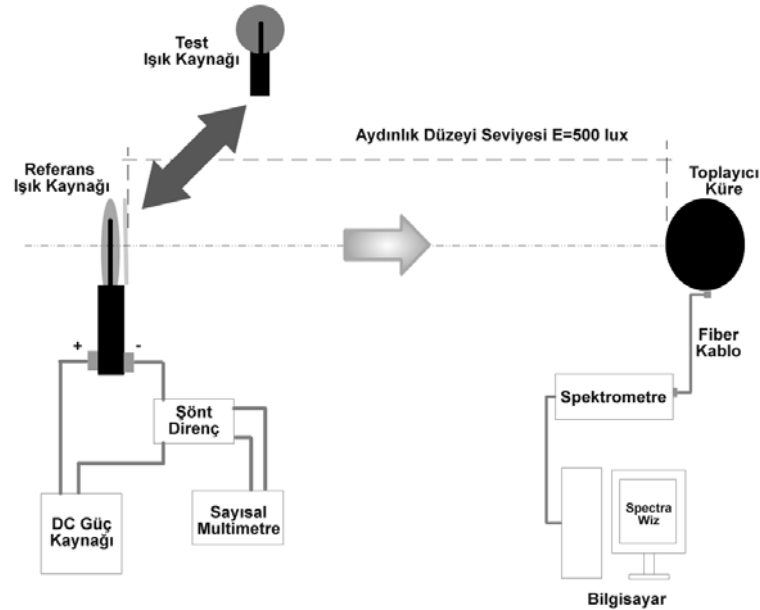 Test
Işık Kaynağı
Aydınlık Düzeyi Seviyesi E=500 lux
Referans
Işık Kaynağı
Toplayıcı
Küre
+
-
Fiber
Kablo
Şönt
Direnç
Spektrometre
DC Güç
Kaynağı
Sayısal
Multimetre
Spectra
Wiz
Bilgisayar